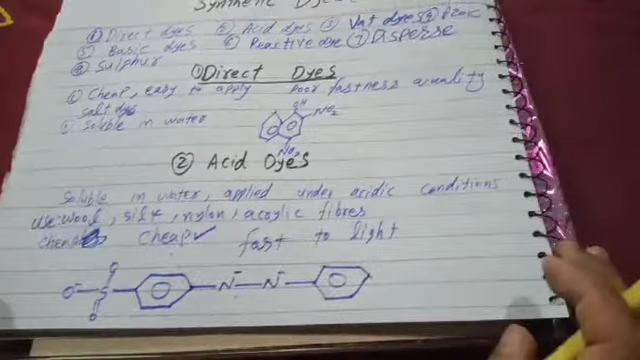 Synthetic Dyes
① Direct dyes ② Acid dyes ③ Vat dyes ④
⑤ Basic dyes ⑥ Reactive dye ⑦ Disperse
⑧ Sulphur
① Direct Dyes
① Cheap, easy to apply Poor fastness quality
salt dye
Soluble in water
OH
NO2
NO2
② Acid Dyes
Soluble in water, applied under acidic conditions
use: wool, silk, nylon, acrylic fibres
Cheap✓ fast to light
O
O⁻ S N N
O